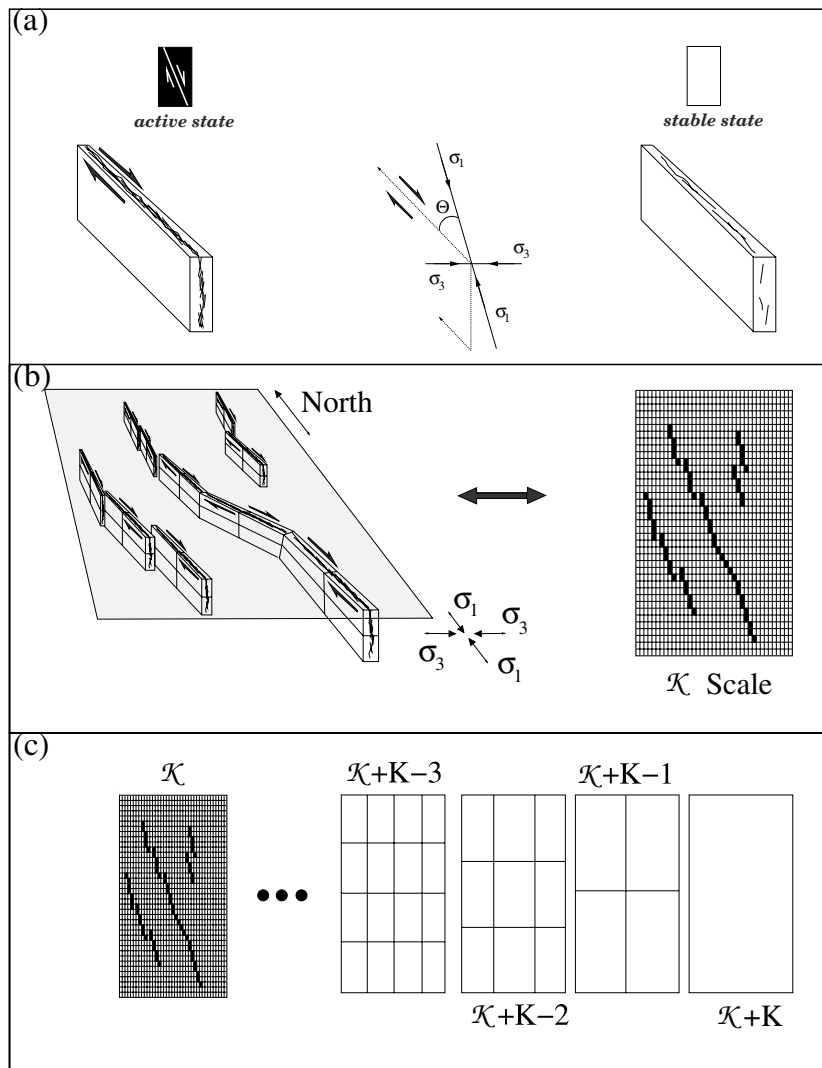 (a)
active state
stable state
σ1
Θ
σ3
σ3
σ1
(b)
North
σ1
σ3
σ3
σ1
𝒦 Scale
(c)
𝒦
𝒦+K−3
𝒦+K−1
𝒦+K−2
𝒦+K